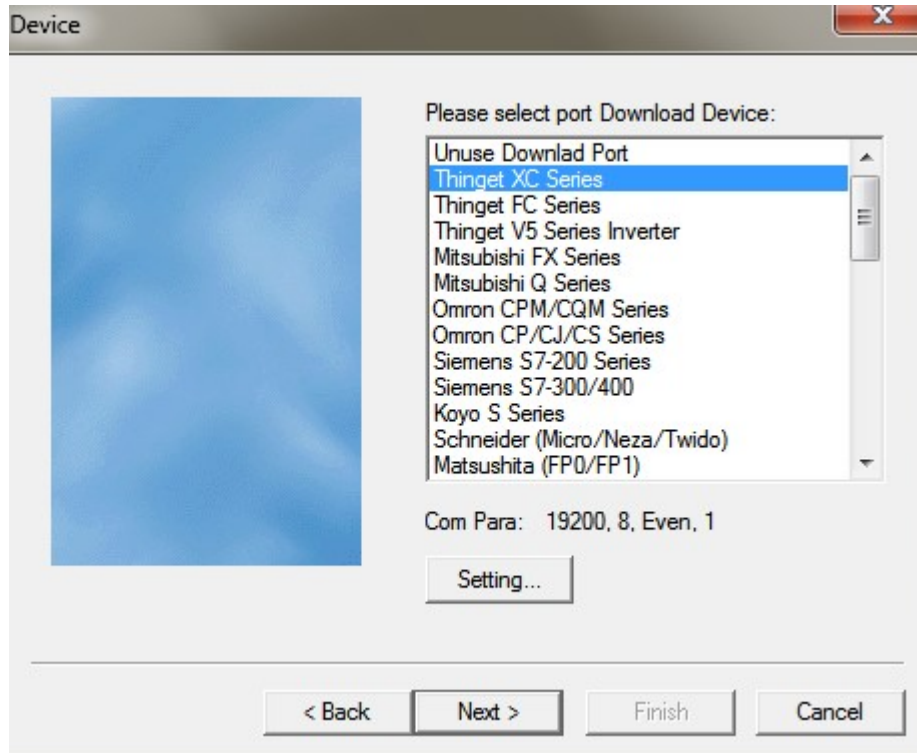 Device
Please select port Download Device:
Unuse Downlad Port
Thinget XC Series
Thinget FC Series
Thinget V5 Series Inverter
Mitsubishi FX Series
Mitsubishi Q Series
Omron CPM/CQM Series
Omron CP/CJ/CS Series
Siemens S7-200 Series
Siemens S7-300/400
Koyo S Series
Schneider (Micro/Neza/Twido)
Matsushita (FP0/FP1)
Com Para: 19200, 8, Even, 1
Setting...
< Back Next > Finish Cancel